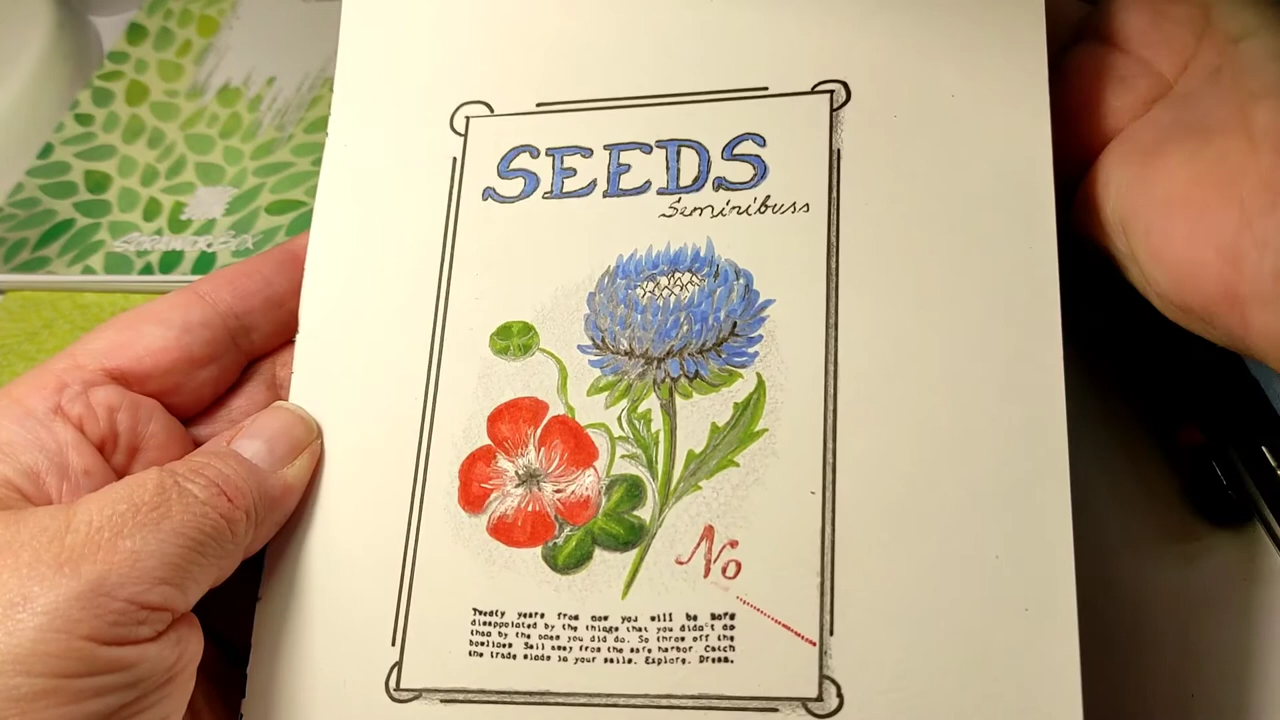 SCRAWLRBOX
SEEDS
Seminibuss
No
Twenty years from now you will be more
disappointed by the things that you didn't do
than by the ones you did do. So throw off the
bowlines Sail away from the safe harbor. Catch
the trade winds in your sails. Explore. Dream.